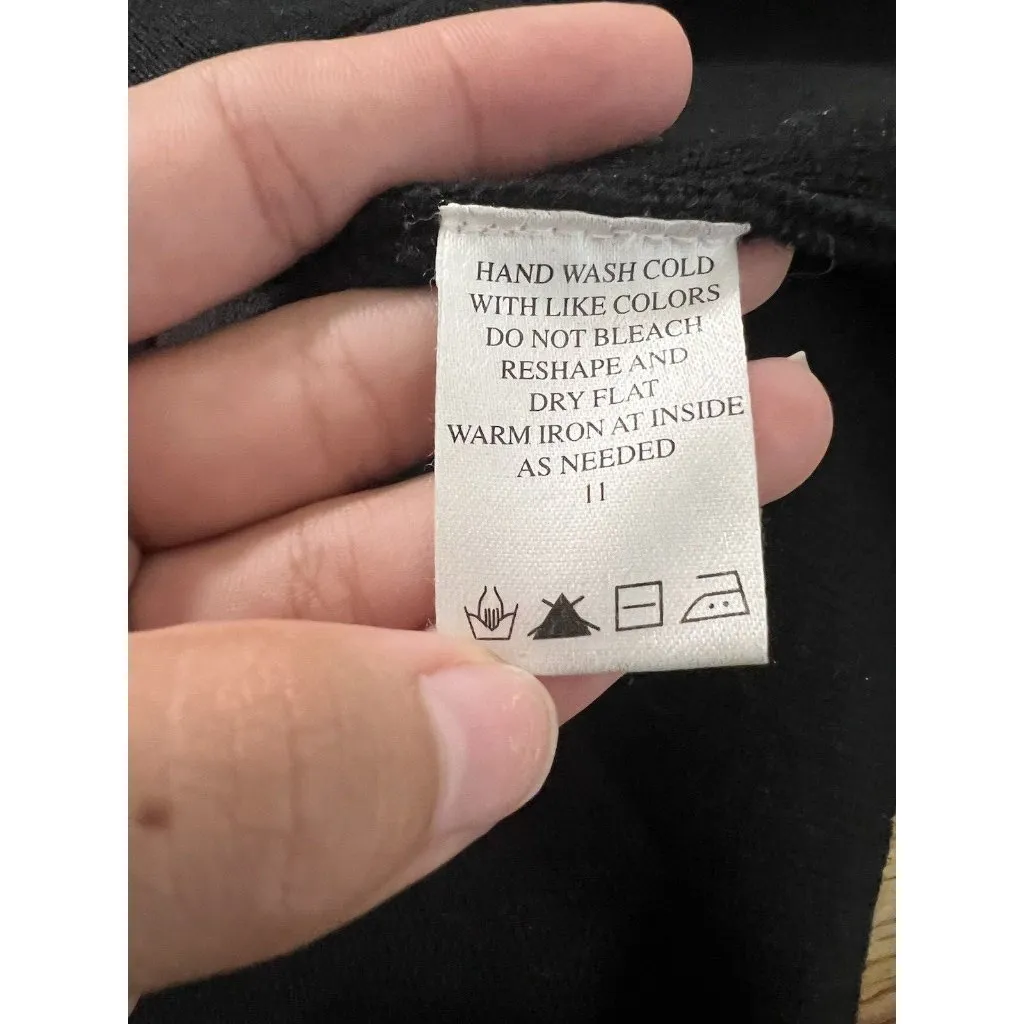 HAND WASH COLD
WITH LIKE COLORS
DO NOT BLEACH
RESHAPE AND
DRY FLAT
WARM IRON AT INSIDE
AS NEEDED
11